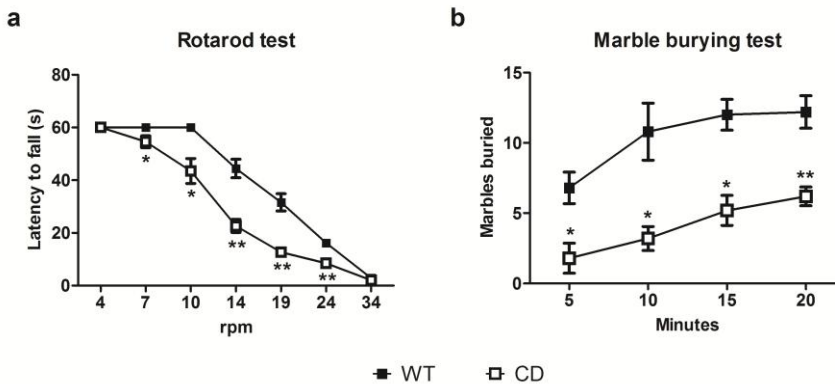 a
Rotarod test
Latency to fall (s)
80
60
40
20
0
*
*
**
**
**
4 7 10 14 19 24 34
rpm
b
Marble burying test
Marbles buried
15
10
5
0
*
*
*
**
5 10 15 20
Minutes
WT CD